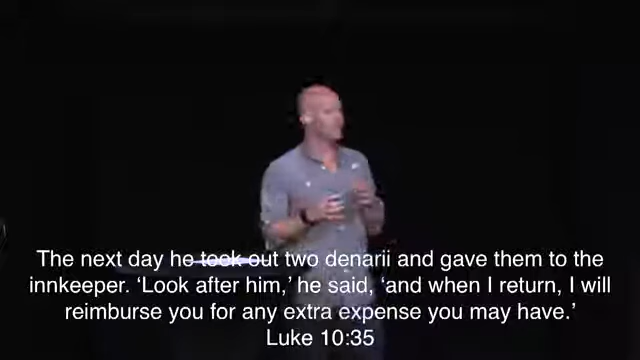 The next day he took out two denarii and gave them to the
innkeeper. ‘Look after him,’ he said, ‘and when I return, I will
reimburse you for any extra expense you may have.’
Luke 10:35